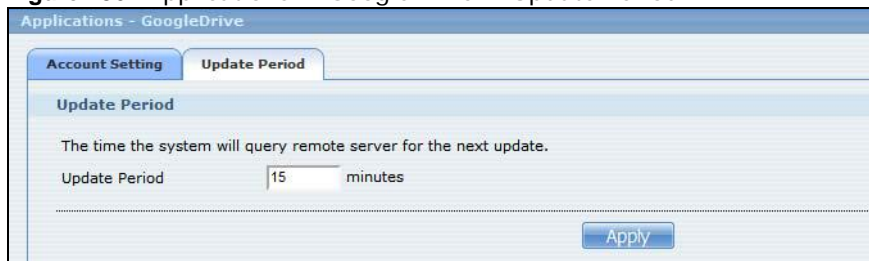 Applications - GoogleDrive
Account Setting
Update Period
Update Period
The time the system will query remote server for the next update.
Update Period 15 minutes
Apply